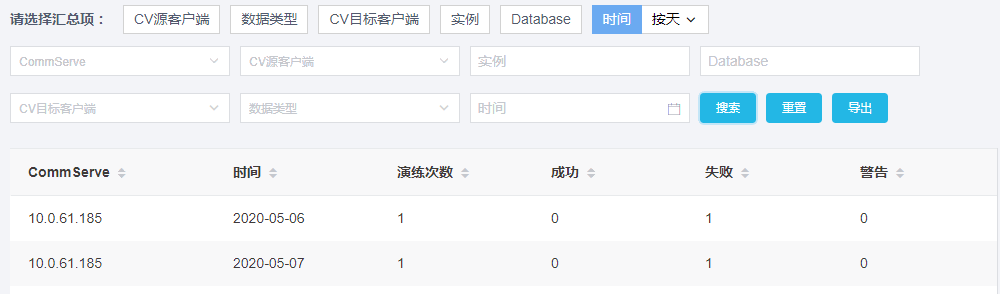 请选择汇总项： CV源客户端 数据类型 CV目标客户端 实例 Database 时间 按天
CommServe CV源客户端 实例 Database
CV目标客户端 数据类型 时间 搜索 重置 导出
CommServe 时间 演练次数 成功 失败 警告
10.0.61.185 2020-05-06 1 0 1 0
10.0.61.185 2020-05-07 1 0 1 0